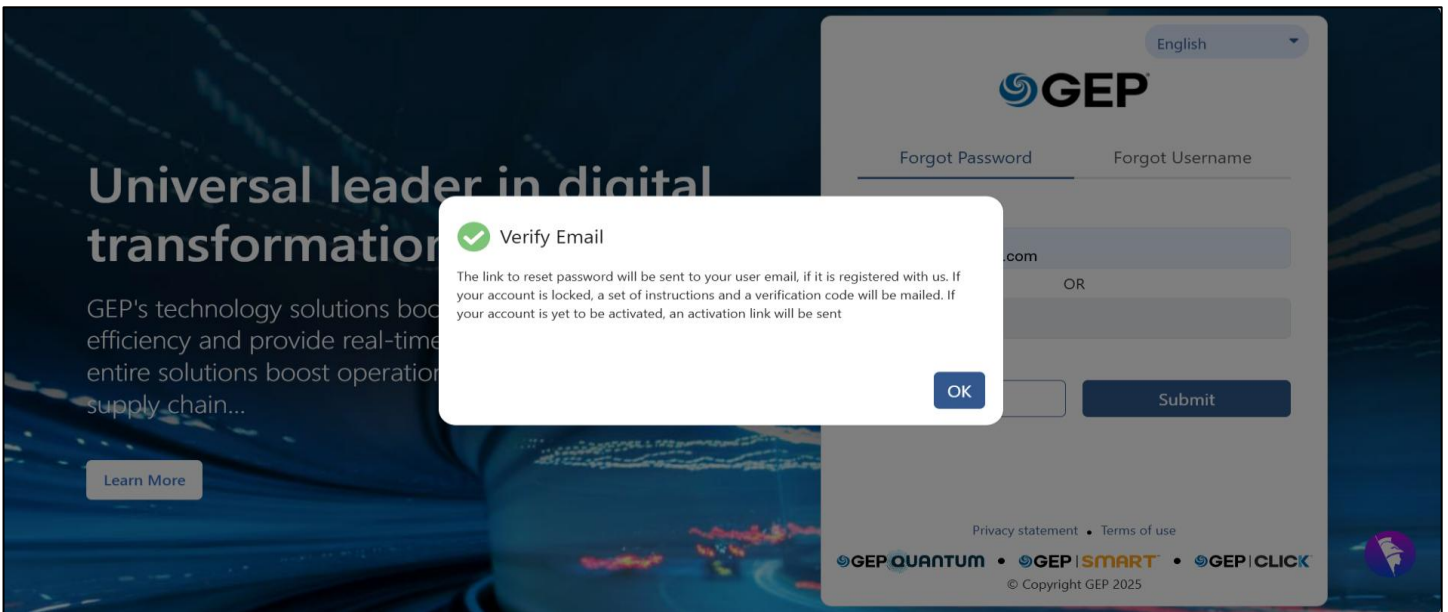 English
GEP
Forgot Password Forgot Username
Universal leader in digital
transformation
Verify Email
The link to reset password will be sent to your user email, if it is registered with us. If
your account is locked, a set of instructions and a verification code will be mailed. If
your account is yet to be activated, an activation link will be sent
OK
.com
OR
Submit
GEP's technology solutions
efficiency and provide real-time
entire solutions boost
supply chain...
Learn More
Privacy statement • Terms of use
GEP QUANTUM • GEP | SMART • GEP | CLICK
© Copyright GEP 2025